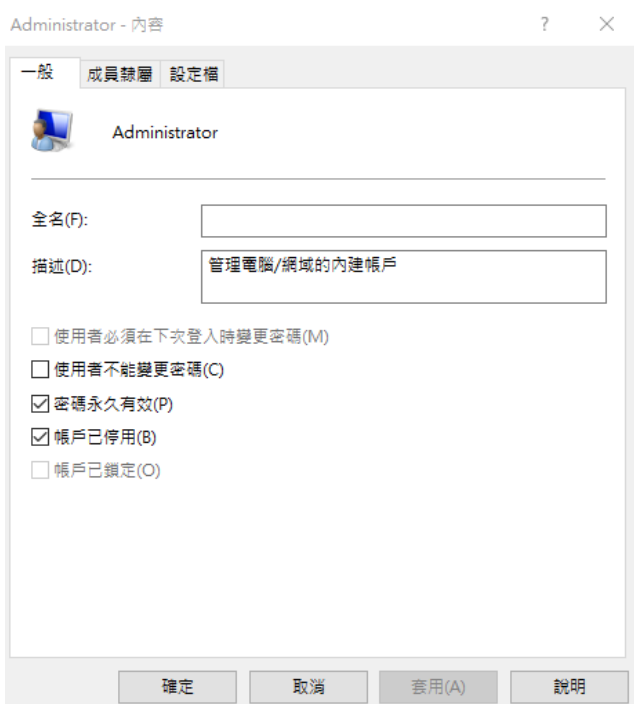 Administrator - 內容
?
一般 成員隸屬 設定檔
Administrator
全名(F):
描述(D): 管理電腦/網域的內建帳戶
使用者必須在下次登入時變更密碼(M)
使用者不能變更密碼(C)
密碼永久有效(P)
帳戶已停用(B)
帳戶已鎖定(O)
確定 取消 套用(A) 說明